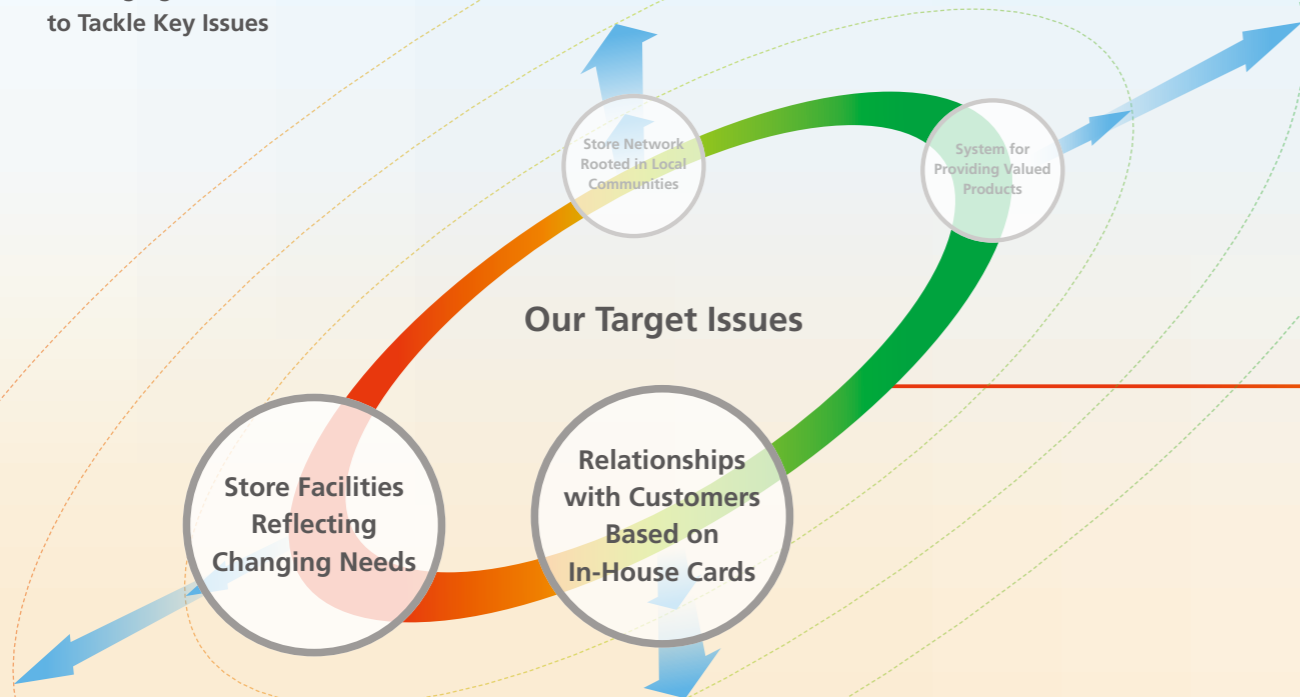 to Tackle Key Issues
Store Network
Rooted in Local
Communities
System for
Providing Valued
Products
Our Target Issues
Store Facilities
Reflecting
Changing Needs
Relationships
with Customers
Based on
In-House Cards